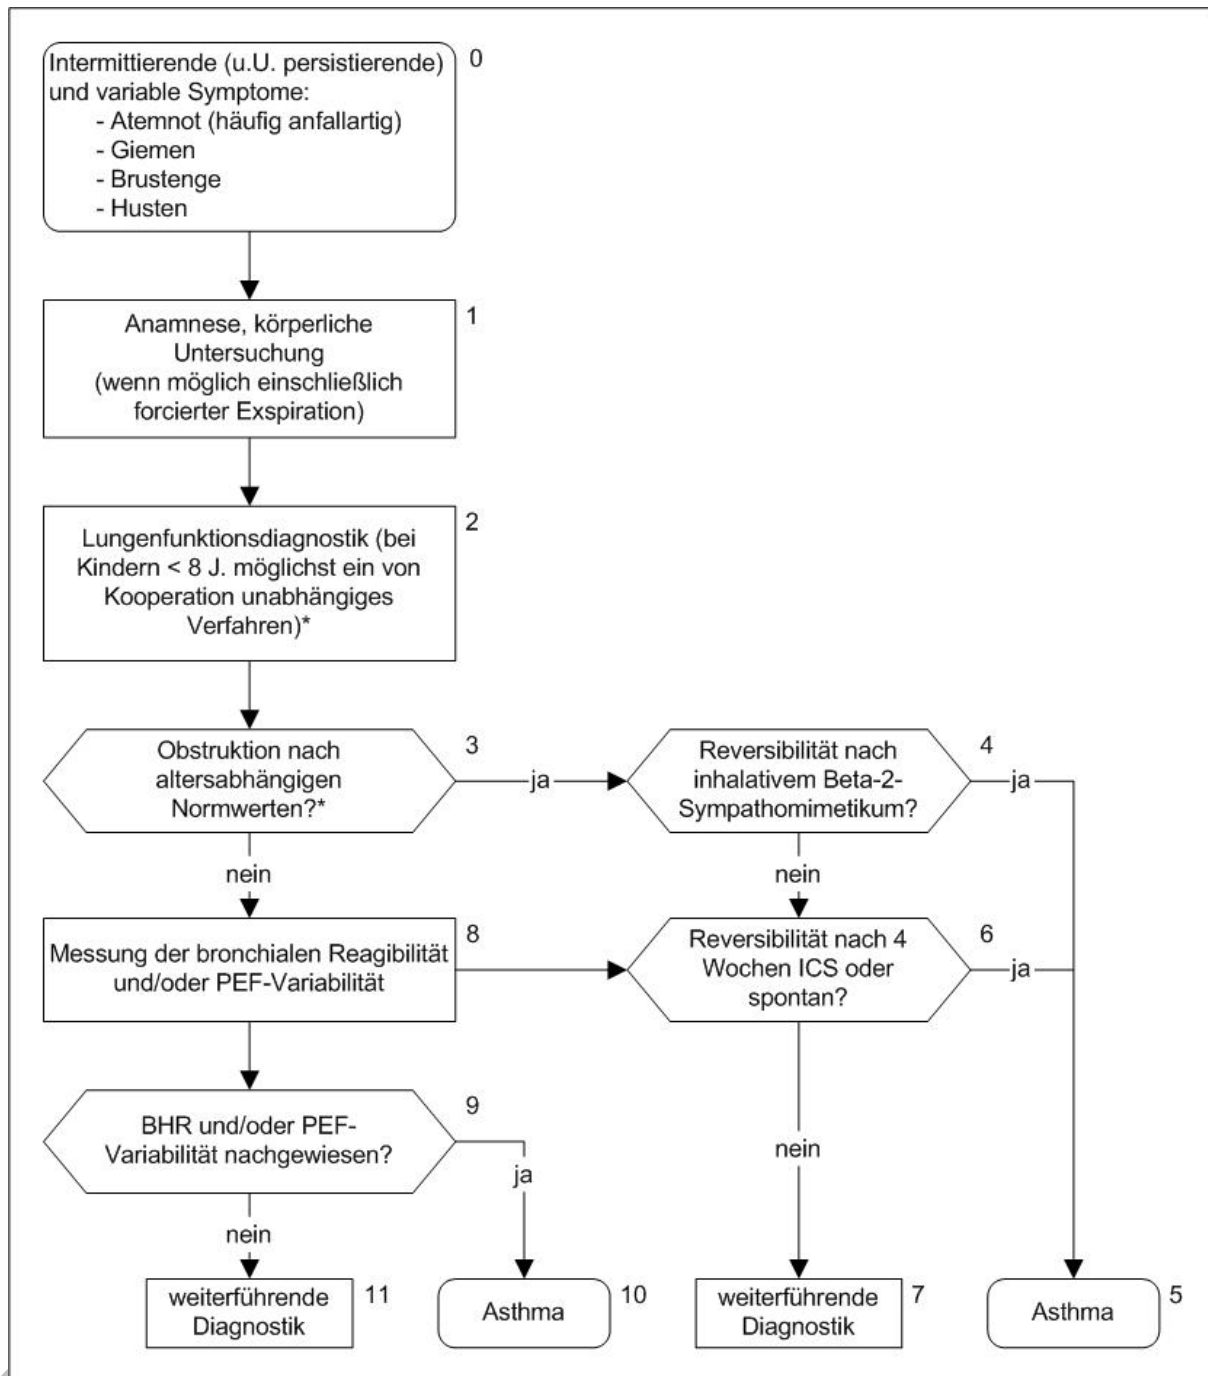 Intermittierende (u.U. persistierende)
und variable Symptome:
- Atemnot (häufig anfallartig)
- Giemen
- Brustenge
- Husten
0
Anamnese, körperliche
Untersuchung
(wenn möglich einschließlich
forcierter Exspiration)
1
Lungenfunktionsdiagnostik (bei
Kindern < 8 J. möglichst ein von
Kooperation unabhängiges
Verfahren)*
2
Obstruktion nach
altersabhängigen
Normwerten?*
3
ja
Reversibilität nach
inhalativem Beta-2-
Sympathomimetikum?
4
ja
nein
nein
Messung der bronchialen Reagibilität
und/oder PEF-Variabilität
8
Reversibilität nach 4
Wochen ICS oder
spontan?
6
ja
BHR und/oder PEF-
Variabilität nachgewiesen?
9
ja
nein
nein
weiterführende
Diagnostik
11
Asthma
10
weiterführende
Diagnostik
7
Asthma
5